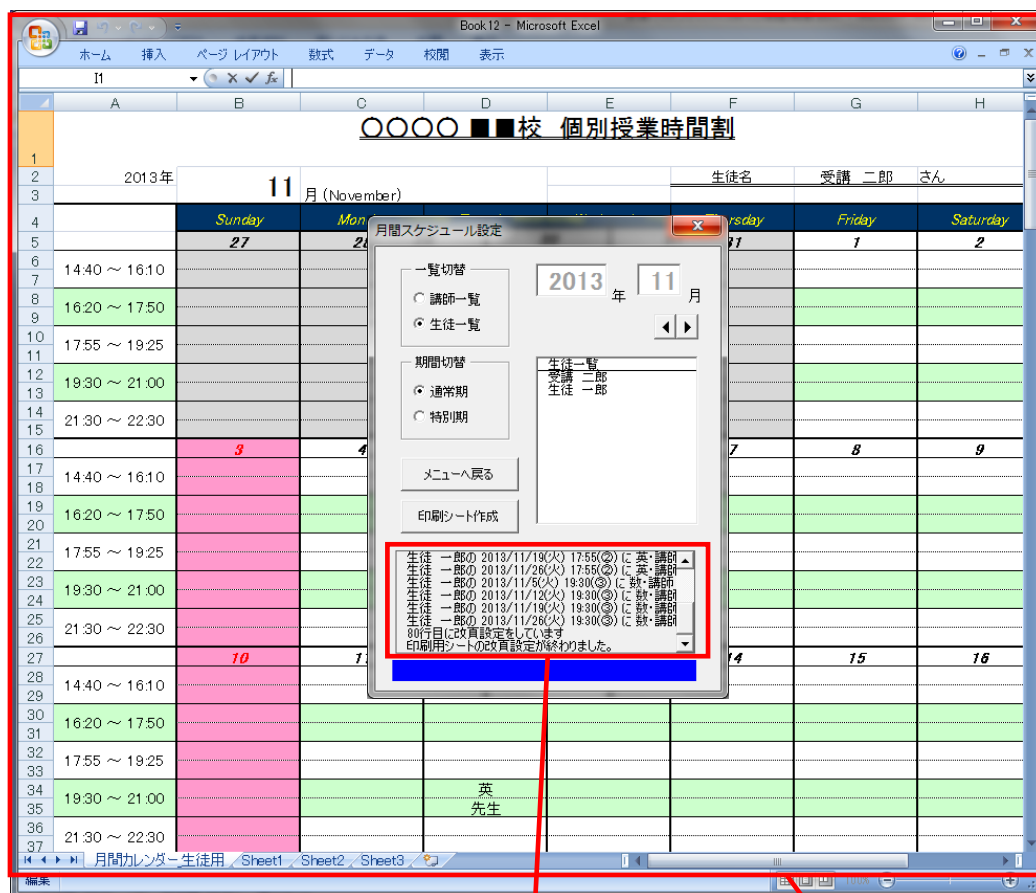 Book12 - Microsoft Excel
ホーム 挿入 ページ レイアウト 数式 データ 校閲 表示
I1 fx
A B C D E F G H
1 〇〇〇〇 ■■校 個別授業時間割
2 2013年 11 生徒名 受講 二郎 さん
3 月 (November)
4 Sunday Friday Saturday
5 27 1 2
6
7 14:40 ～ 16:10
8
9 16:20 ～ 17:50
10
11 17:55 ～ 19:25
12
13 19:30 ～ 21:00
14
15 21:30 ～ 22:30
16 3 4 7 8 9
17
18 14:40 ～ 16:10
19
20 16:20 ～ 17:50
21
22 17:55 ～ 19:25
23
24 19:30 ～ 21:00
25
26 21:30 ～ 22:30
27 10 14 15 16
28
29 14:40 ～ 16:10
30
31 16:20 ～ 17:50
32
33 17:55 ～ 19:25
34 英
35 19:30 ～ 21:00 先生
36
37 21:30 ～ 22:30
月間スケジュール設定
一覧切替
講師一覧
生徒一覧
2013 年 11 月
期間切替
通常期
特別期
生徒一覧
受講 二郎
生徒 一郎
メニューへ戻る
印刷シート作成
生徒 一郎の 2013/11/19(火) 17:55(②) に 英・講師
生徒 一郎の 2013/11/26(火) 17:55(②) に 英・講師
生徒 一郎の 2013/11/5(火) 19:30(③) に 数・講師
生徒 一郎の 2013/11/12(火) 19:30(③) に 数・講師
生徒 一郎の 2013/11/19(火) 19:30(③) に 数・講師
生徒 一郎の 2013/11/26(火) 19:30(③) に 数・講師
80行目に改頁設定をしています
印刷用シートの改頁設定が終わりました。
月間カレンダー_生徒用 Sheet1 Sheet2 Sheet3
編集 100%